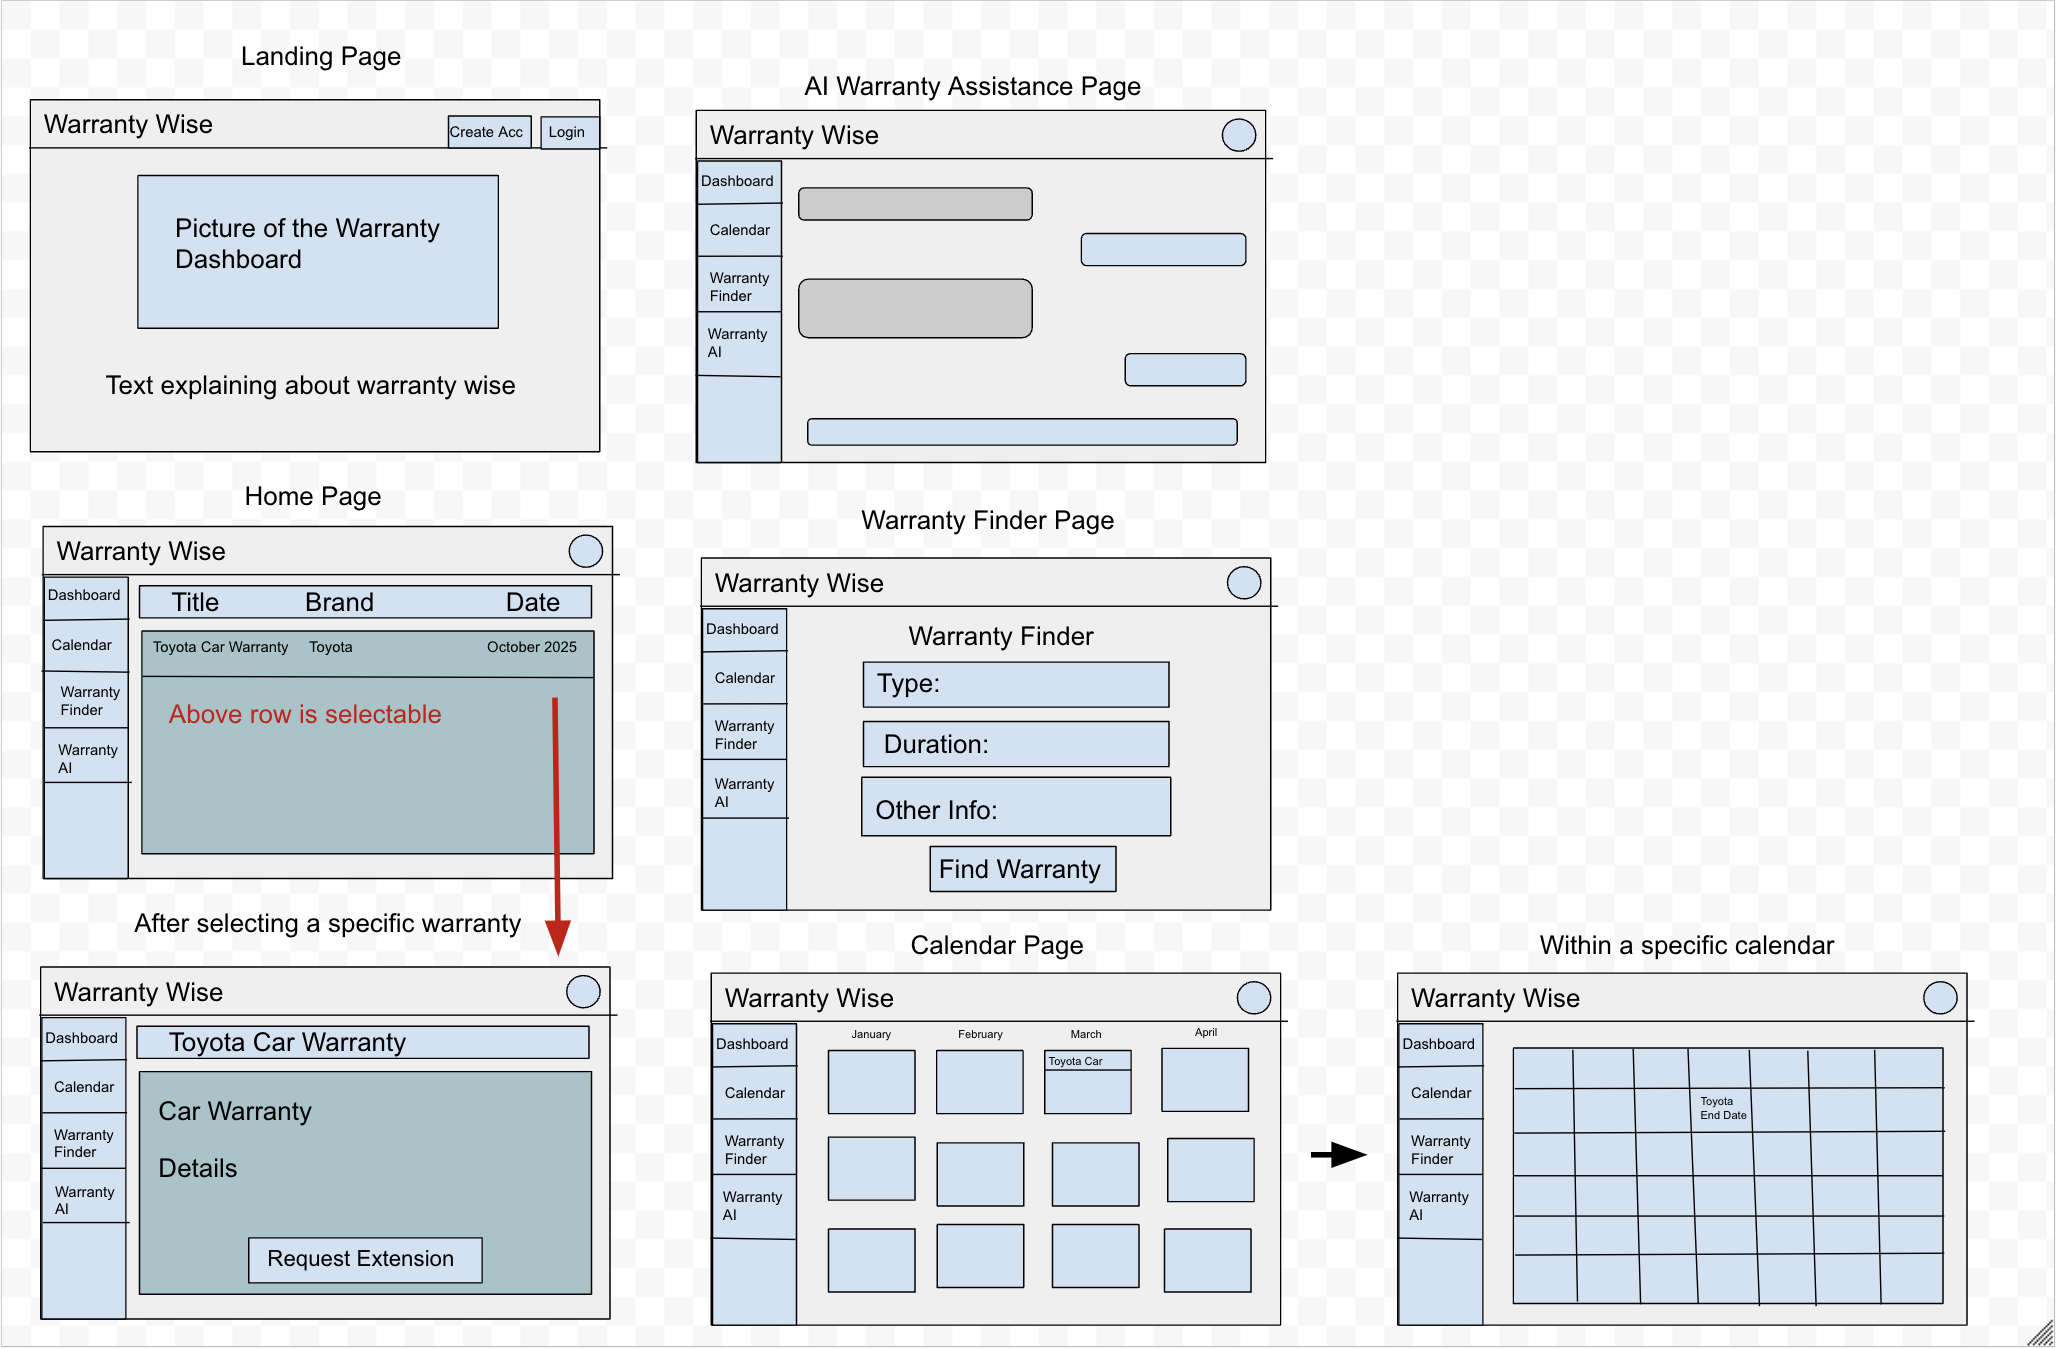 Landing Page
Warranty Wise
Create Acc
Login
Picture of the Warranty
Dashboard
Text explaining about warranty wise
AI Warranty Assistance Page
Warranty Wise
Dashboard
Calendar
Warranty
Finder
Warranty
AI
Home Page
Warranty Wise
Dashboard
Calendar
Warranty
Finder
Warranty
AI
Title Brand Date
Toyota Car Warranty Toyota October 2025
Above row is selectable
Warranty Finder Page
Warranty Wise
Dashboard
Calendar
Warranty
Finder
Warranty
AI
Warranty Finder
Type:
Duration:
Other Info:
Find Warranty
After selecting a specific warranty
Warranty Wise
Dashboard
Calendar
Warranty
Finder
Warranty
AI
Toyota Car Warranty
Car Warranty
Details
Request Extension
Calendar Page
Warranty Wise
Dashboard
Calendar
Warranty
Finder
Warranty
AI
January February March April
Toyota Car
Within a specific calendar
Warranty Wise
Dashboard
Calendar
Warranty
Finder
Warranty
AI
Toyota
End Date